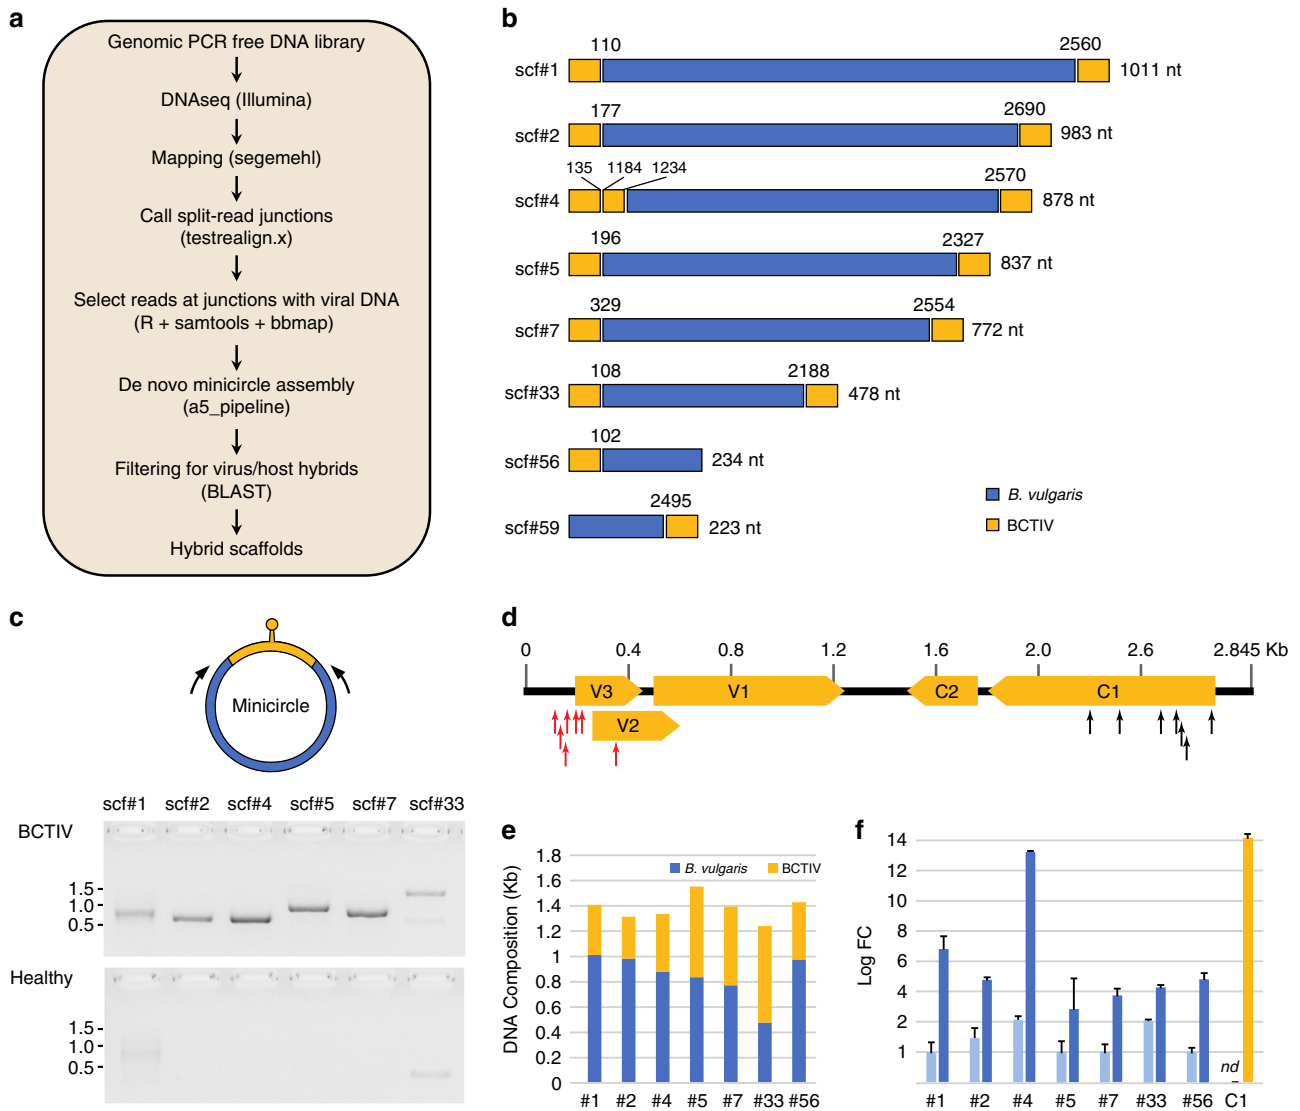 a
Genomic PCR free DNA library
DNAseq (Illumina)
Mapping (segemehl)
Call split-read junctions
(testrealign.x)
Select reads at junctions with viral DNA
(R + samtools + bbmap)
De novo minicircle assembly
(a5_pipeline)
Filtering for virus/host hybrids
(BLAST)
Hybrid scaffolds
b
110 2560
scf#1 1011 nt
177 2690
scf#2 983 nt
135 1184 1234 2570
scf#4 878 nt
196 2327
scf#5 837 nt
329 2554
scf#7 772 nt
108 2188
scf#33 478 nt
102
scf#56 234 nt
2495
scf#59 223 nt
B. vulgaris
BCTIV
c
Minicircle
scf#1 scf#2 scf#4 scf#5 scf#7 scf#33
BCTIV
1.5
1.0
0.5
Healthy
1.5
1.0
0.5
d
0 0.4 0.8 1.2 1.6 2.0 2.6 2.845 Kb
V3 V1 C2 C1
V2
e
DNA Composition (Kb)
B. vulgaris BCTIV
1.8
1.6
1.4
1.2
1
0.8
0.6
0.4
0.2
0
#1 #2 #4 #5 #7 #33 #56
f
Log FC
14
10
8
6
4
2
1
nd
#1 #2 #4 #5 #7 #33 #56 C1